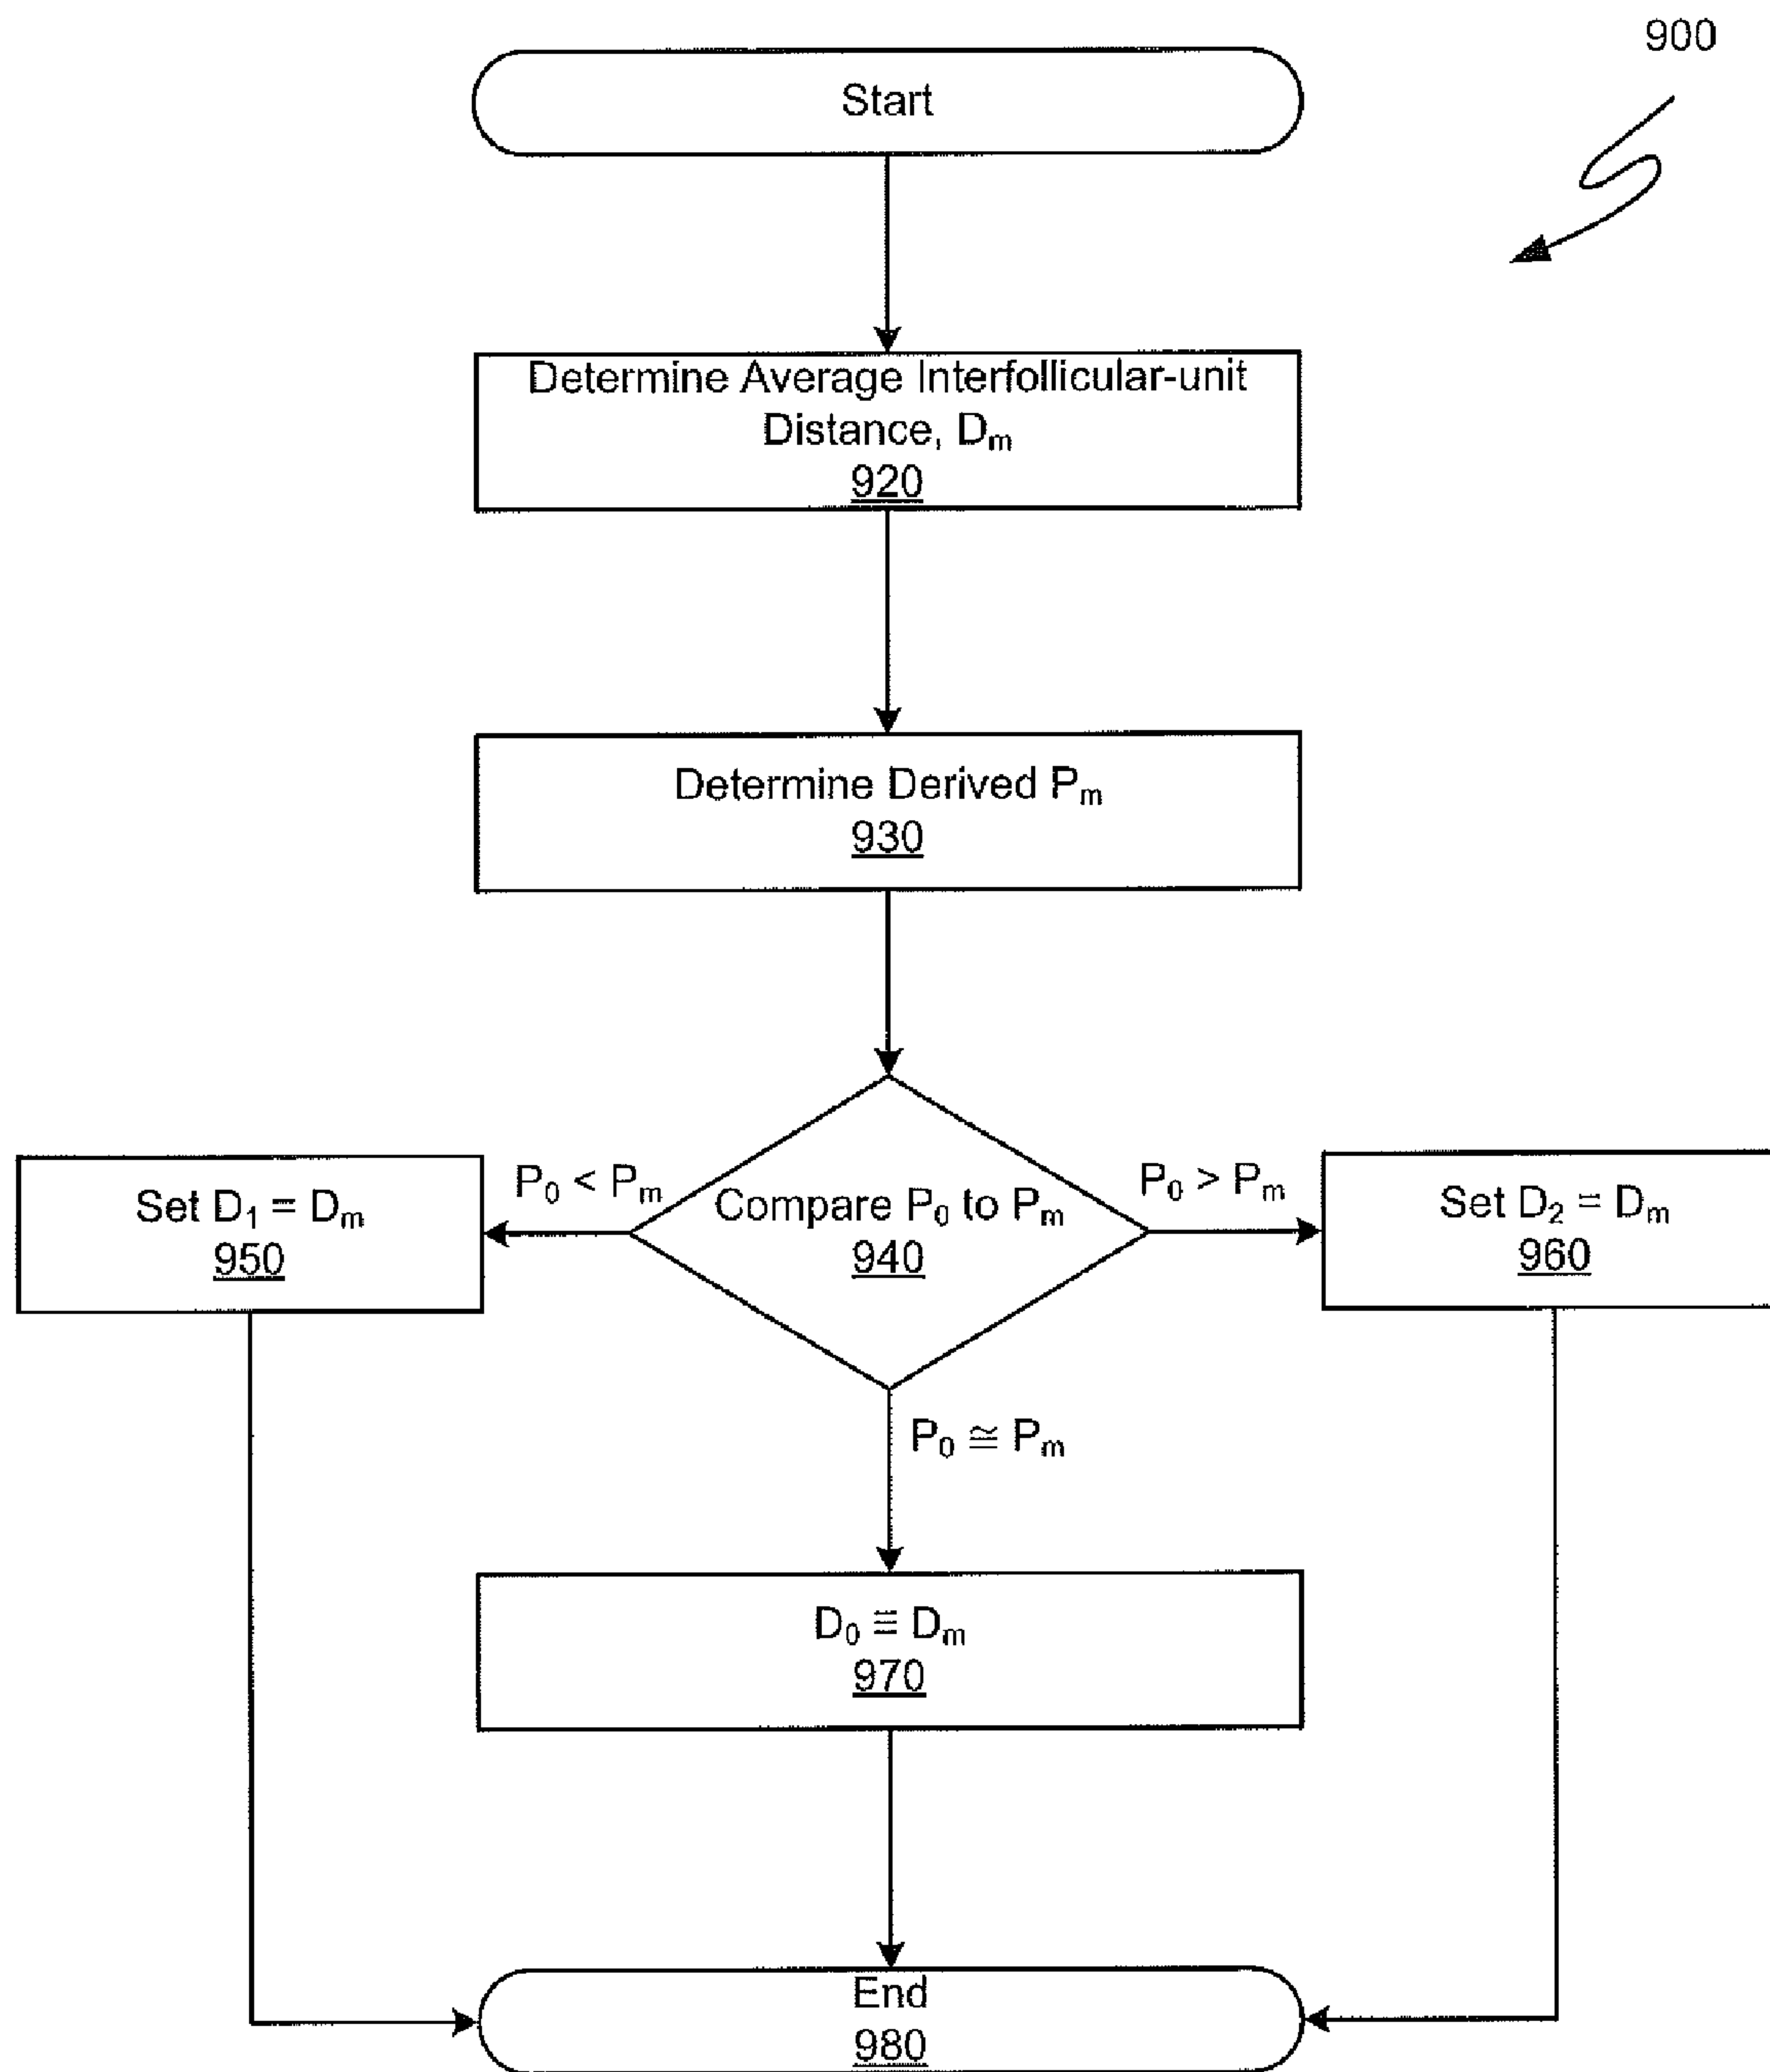 900
Start
Determine Average Interfollicular-unit
Distance, Dₘ
920
Determine Derived Pₘ
930
P₀ < Pₘ
P₀ > Pₘ
Set D₁ = Dₘ
950
Compare P₀ to Pₘ
940
Set D₂ = Dₘ
960
P₀ ≅ Pₘ
D₀ ≡ Dₘ
970
End
980